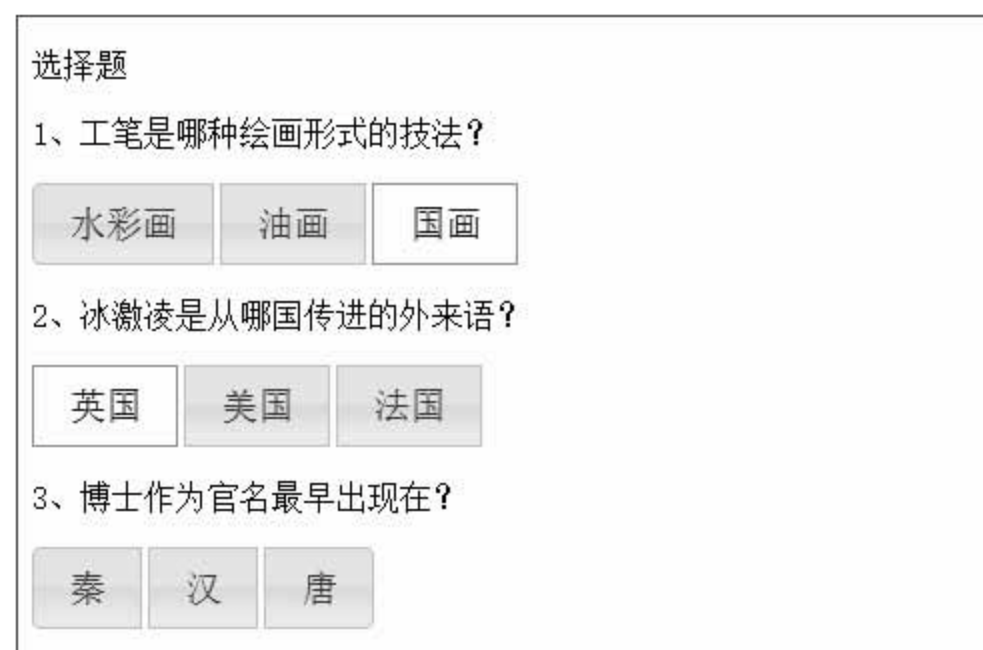 选择题
1、工笔是哪种绘画形式的技法？
水彩画 油画 国画
2、冰激凌是从哪国传进的外来语？
英国 美国 法国
3、博士作为官名最早出现在？
秦 汉 唐